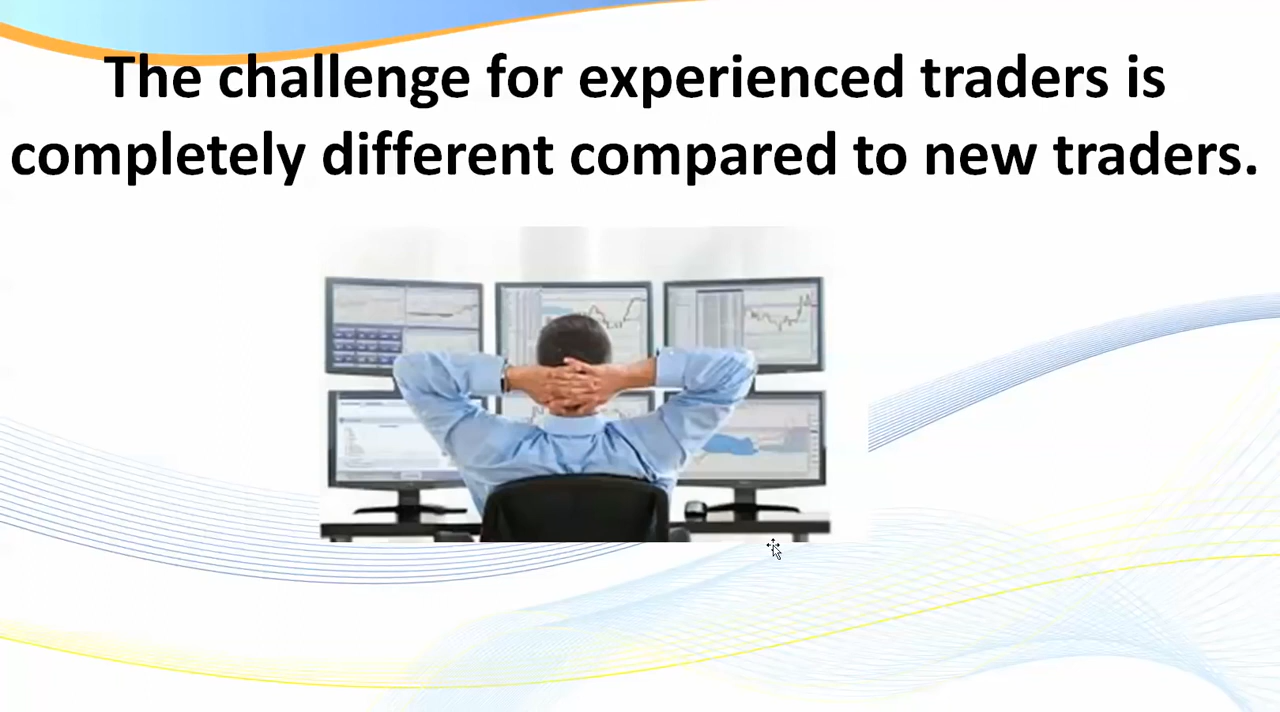 The challenge for experienced traders is
completely different compared to new traders.